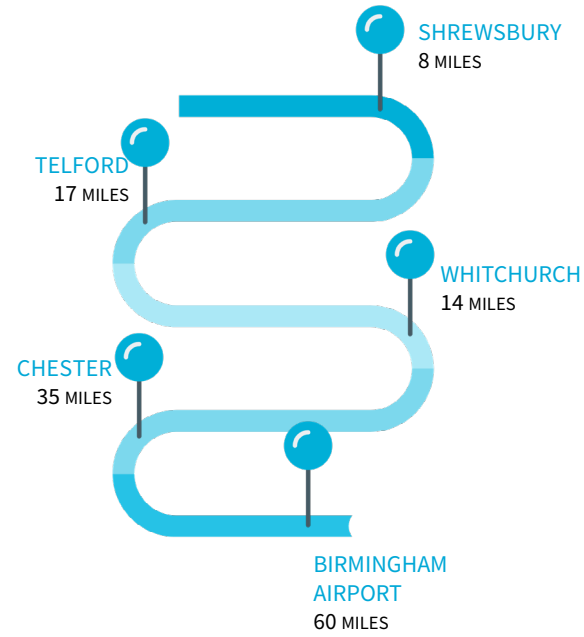 SHREWSBURY
8 MILES
TELFORD
17 MILES
WHITCHURCH
14 MILES
CHESTER
35 MILES
BIRMINGHAM
AIRPORT
60 MILES